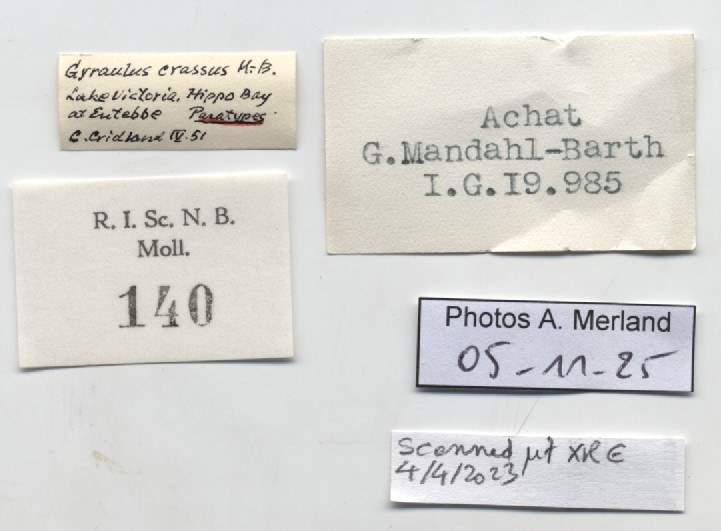 Gyraulus crassus M.-B.
Lake Victoria, Hippo Bay
at Entebbe Paratypes
C. Cridland IV.51
Achat
G.Mandahl-Barth
I.G.I9.985
R. I. Sc. N. B.
Moll.
140
Photos A. Merland
05-11-25
Scanned µt XRE
4/4/2023